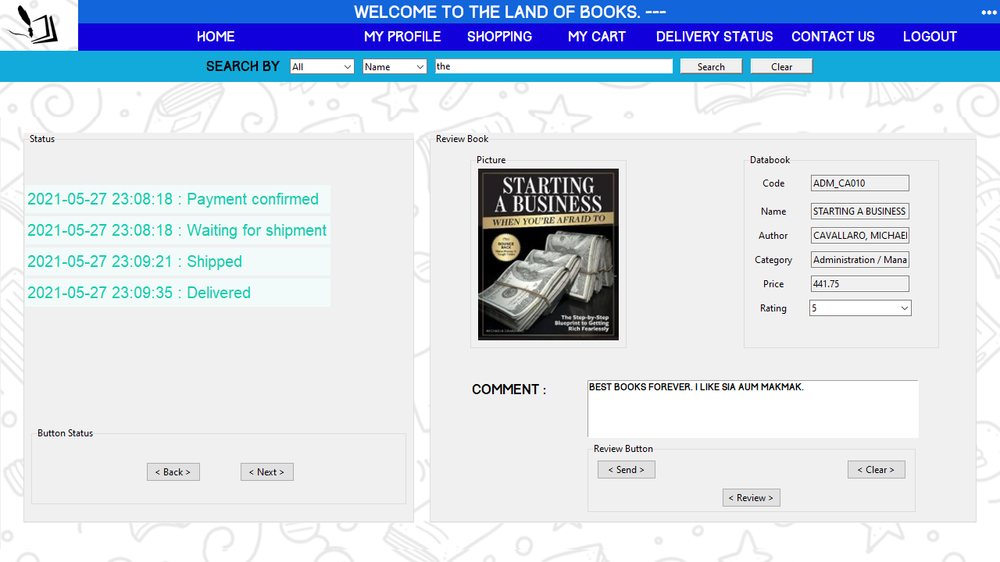 WELCOME TO THE LAND OF BOOKS. ---
HOME MY PROFILE SHOPPING MY CART DELIVERY STATUS CONTACT US LOGOUT
SEARCH BY All Name the Search Clear
Status
2021-05-27 23:08:18 : Payment confirmed
2021-05-27 23:08:18 : Waiting for shipment
2021-05-27 23:09:21 : Shipped
2021-05-27 23:09:35 : Delivered
Button Status
< Back > < Next >
Review Book
Picture
STARTING
A BUSINESS
WHEN YOU'RE AFRAID TO
BOUNCE
BACK
The Step-by-Step
Blueprint to Getting
Rich Fearlessly
Databook
Code ADM_CA010
Name STARTING A BUSINESS
Author CAVALLARO, MICHAEL
Category Administration / Mana
Price 441.75
Rating 5
COMMENT :
BEST BOOKS FOREVER. I LIKE SIA AUM MAKMAK.
Review Button
< Send > < Clear >
< Review >